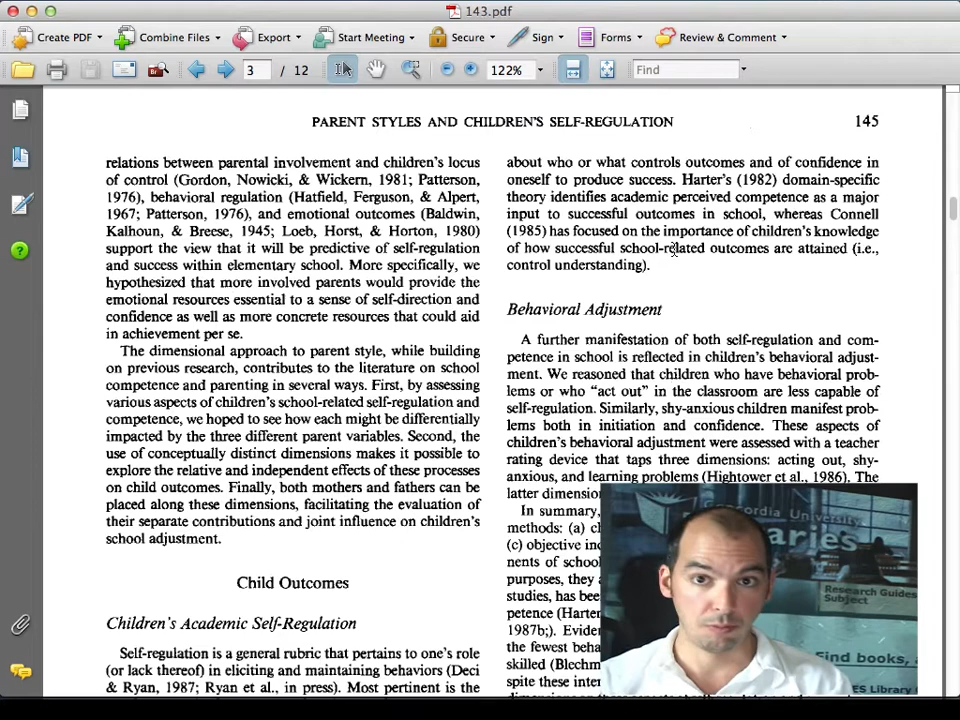 143.pdf
Create PDF
Combine Files
Export
Start Meeting
Secure
Sign
Forms
Review & Comment
3 / 12
122%
Find
PARENT STYLES AND CHILDREN'S SELF-REGULATION
145
relations between parental involvement and children's locus
of control (Gordon, Nowicki, & Wickern, 1981; Patterson,
1976), behavioral regulation (Hatfield, Ferguson, & Alpert,
1967; Patterson, 1976), and emotional outcomes (Baldwin,
Kalhoun, & Breese, 1945; Loeb, Horst, & Horton, 1980)
support the view that it will be predictive of self-regulation
and success within elementary school. More specifically, we
hypothesized that more involved parents would provide the
emotional resources essential to a sense of self-direction and
confidence as well as more concrete resources that could aid
in achievement per se.
The dimensional approach to parent style, while building
on previous research, contributes to the literature on school
competence and parenting in several ways. First, by assessing
various aspects of children's school-related self-regulation and
competence, we hoped to see how each might be differentially
impacted by the three different parent variables. Second, the
use of conceptually distinct dimensions makes it possible to
explore the relative and independent effects of these processes
on child outcomes. Finally, both mothers and fathers can be
placed along these dimensions, facilitating the evaluation of
their separate contributions and joint influence on children's
school adjustment.
Child Outcomes
Children's Academic Self-Regulation
Self-regulation is a general rubric that pertains to one's role
(or lack thereof) in eliciting and maintaining behaviors (Deci
& Ryan, 1987; Ryan et al., in press). Most pertinent is the
about who or what controls outcomes and of confidence in
oneself to produce success. Harter's (1982) domain-specific
theory identifies academic perceived competence as a major
input to successful outcomes in school, whereas Connell
(1985) has focused on the importance of children's knowledge
of how successful school-related outcomes are attained (i.e.,
control understanding).
Behavioral Adjustment
A further manifestation of both self-regulation and com-
petence in school is reflected in children's behavioral adjust-
ment. We reasoned that children who have behavioral prob-
lems or who "act out" in the classroom are less capable of
self-regulation. Similarly, shy-anxious children manifest prob-
lems both in initiation and confidence. These aspects of
children's behavioral adjustment were assessed with a teacher
rating device that taps three dimensions: acting out, shy-
anxious, and learning problems (Hightower et al., 1986). The
latter dimension
In summary,
methods: (a)
(c) objective
nents of school
purposes, they
studies, has
petence (Harter
1987b;).
the fewest
skilled (Blechm
spite these
Concordia University
Libraries
Research Guides
Subject
Find books,
Library